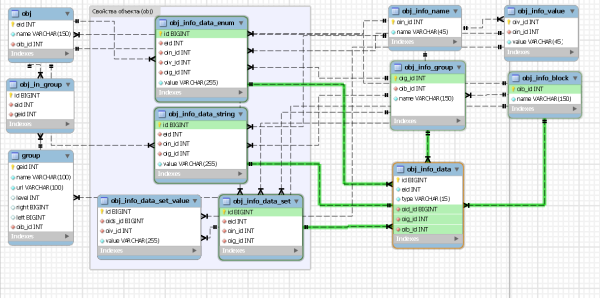 Свойства объекта (obj)
obj
eid INT
name VARCHAR(150)
oib_id INT
Indexes
obj_in_group
id BIGINT
eid INT
geid INT
Indexes
group
geid INT
name VARCHAR(100)
url VARCHAR(100)
level INT
right BIGINT
left BIGINT
oib_id INT
Indexes
obj_info_data_enum
id BIGINT
eid INT
oin_id INT
oiv_id INT
oig_id INT
value VARCHAR(255)
Indexes
obj_info_data_string
id BIGINT
eid INT
oin_id INT
oig_id INT
value VARCHAR(255)
Indexes
obj_info_data_set_value
id BIGINT
oids_id BIGINT
oiv_id INT
value VARCHAR(255)
Indexes
obj_info_data_set
id BIGINT
eid INT
oin_id INT
oig_id INT
Indexes
obj_info_name
oin_id INT
name VARCHAR(45)
Indexes
obj_info_group
oig_id INT
oib_id INT
name VARCHAR(150)
Indexes
obj_info_data
id BIGINT
eid INT
type VARCHAR(15)
oid_id BIGINT
oig_id INT
oib_id INT
Indexes
obj_info_value
oiv_id INT
oin_id INT
value VARCHAR(45)
Indexes
obj_info_block
oib_id INT
name VARCHAR(150)
Indexes